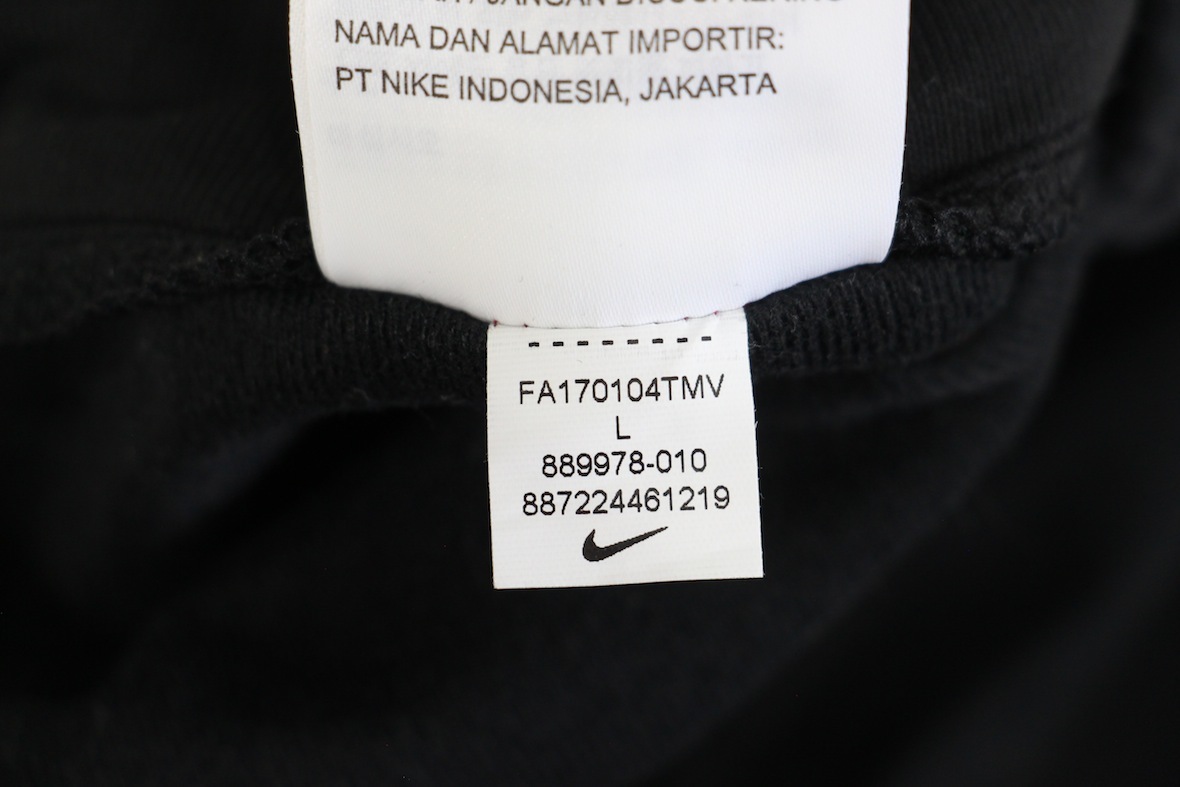 NAMA DAN ALAMAT IMPORTIR:
PT NIKE INDONESIA, JAKARTA
FA170104TMV
L
889978-010
887224461219